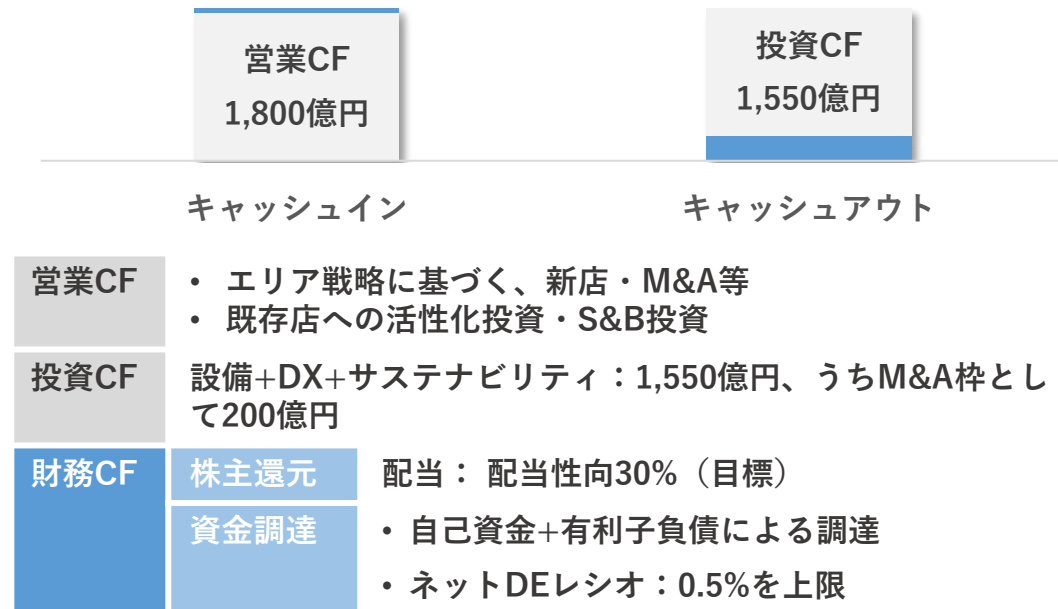 営業CF
1,800億円
投資CF
1,550億円
キャッシュイン
キャッシュアウト
営業CF
• エリア戦略に基づく、新店・M&A等
• 既存店への活性化投資・S&B投資
投資CF
設備+DX+サステナビリティ：1,550億円、うちM&A枠とし
て200億円
財務CF
株主還元
配当： 配当性向30%（目標）
資金調達
• 自己資金+有利子負債による調達
• ネットDEレシオ：0.5%を上限